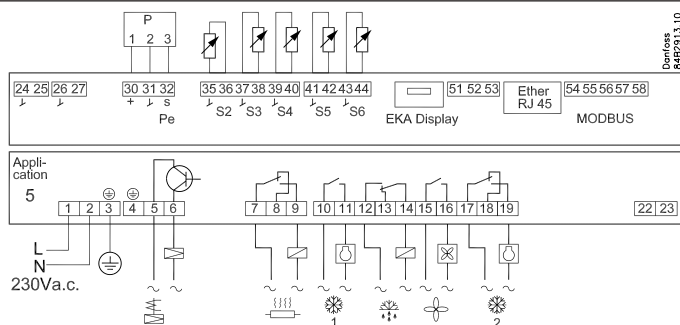 P
1 2 3
Danfoss
84B2913.10
24 25 26 27 30 31 32 35 36 37 38 39 40 41 42 43 44 51 52 53 Ether RJ 45 54 55 56 57 58
+ s S2 S3 S4 S5 S6
Pe EKA Display MODBUS
Appli-
cation
5
1 2 3 4 5 6 7 8 9 10 11 12 13 14 15 16 17 18 19 22 23
L
N
230Va.c.
1 2